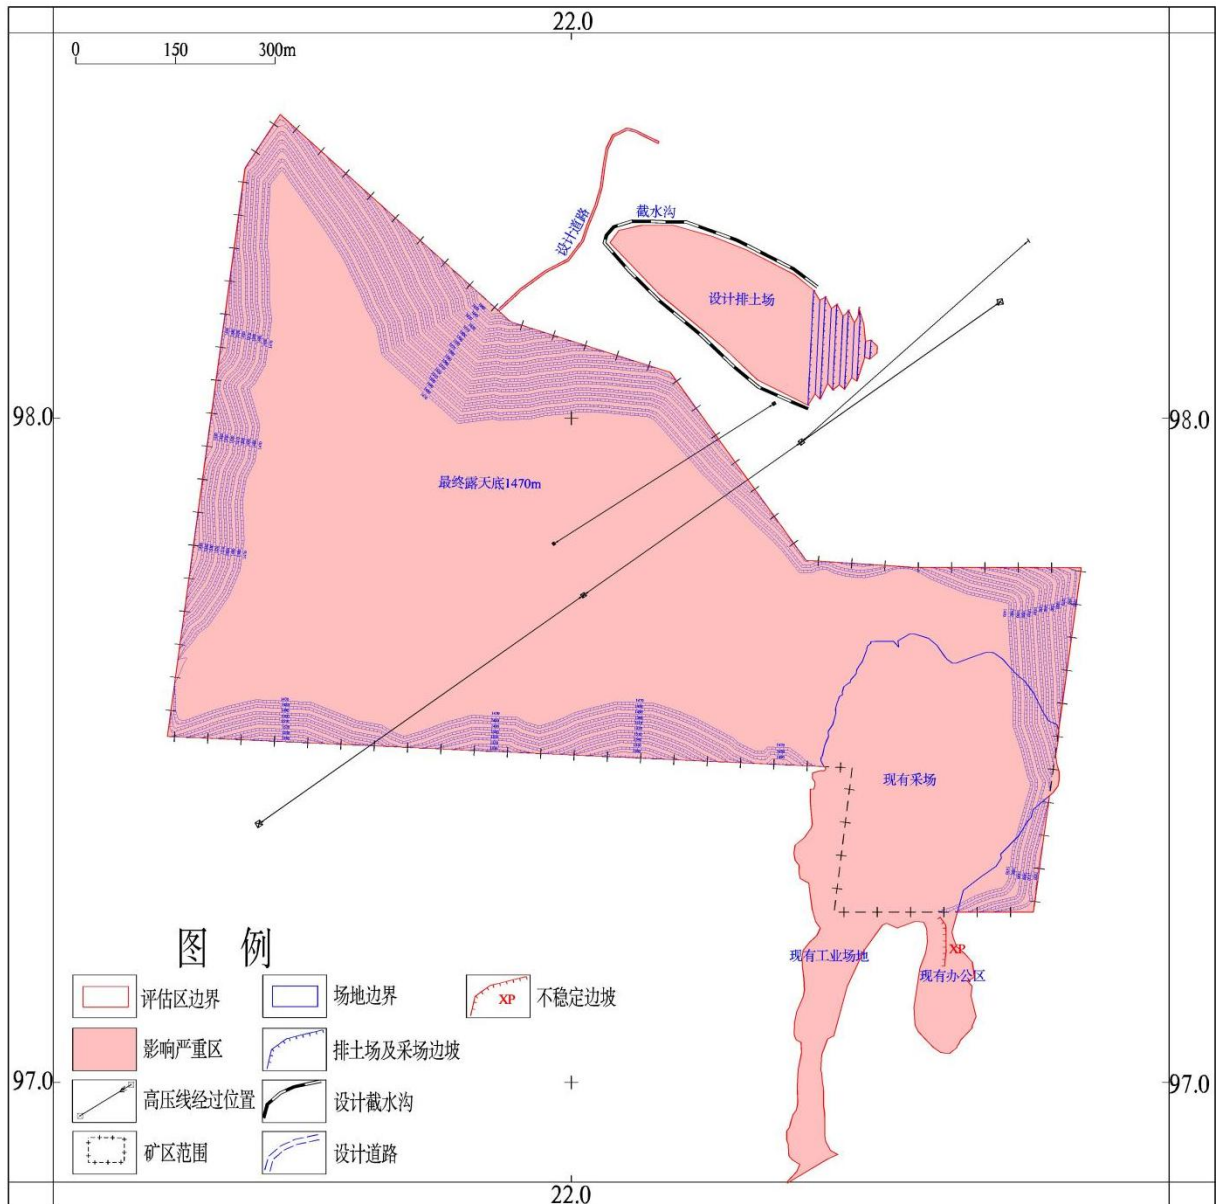 22.0
0 150 300m
截水沟
设计道路
设计排土场
98.0 98.0
最终露天底1470m
现有采场
图 例
现有工业场地
XP
现有办公区
评估区边界
场地边界
XP
不稳定边坡
影响严重区
排土场及采场边坡
97.0 97.0
高压线经过位置
设计截水沟
矿区范围
设计道路
22.0